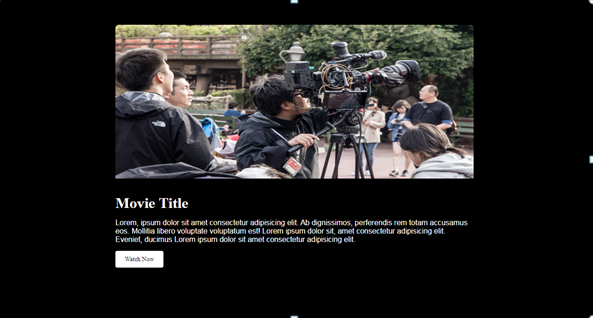 Movie Title
Lorem, ipsum dolor sit amet consectetur adipisicing elit. Ab dignissimos, perferendis rem totam accusamus
eos. Mollitia libero voluptate voluptatum est! Lorem ipsum dolor sit, amet consectetur adipisicing elit.
Eveniet, ducimus Lorem ipsum dolor sit amet consectetur adipisicing elit.
Watch Now